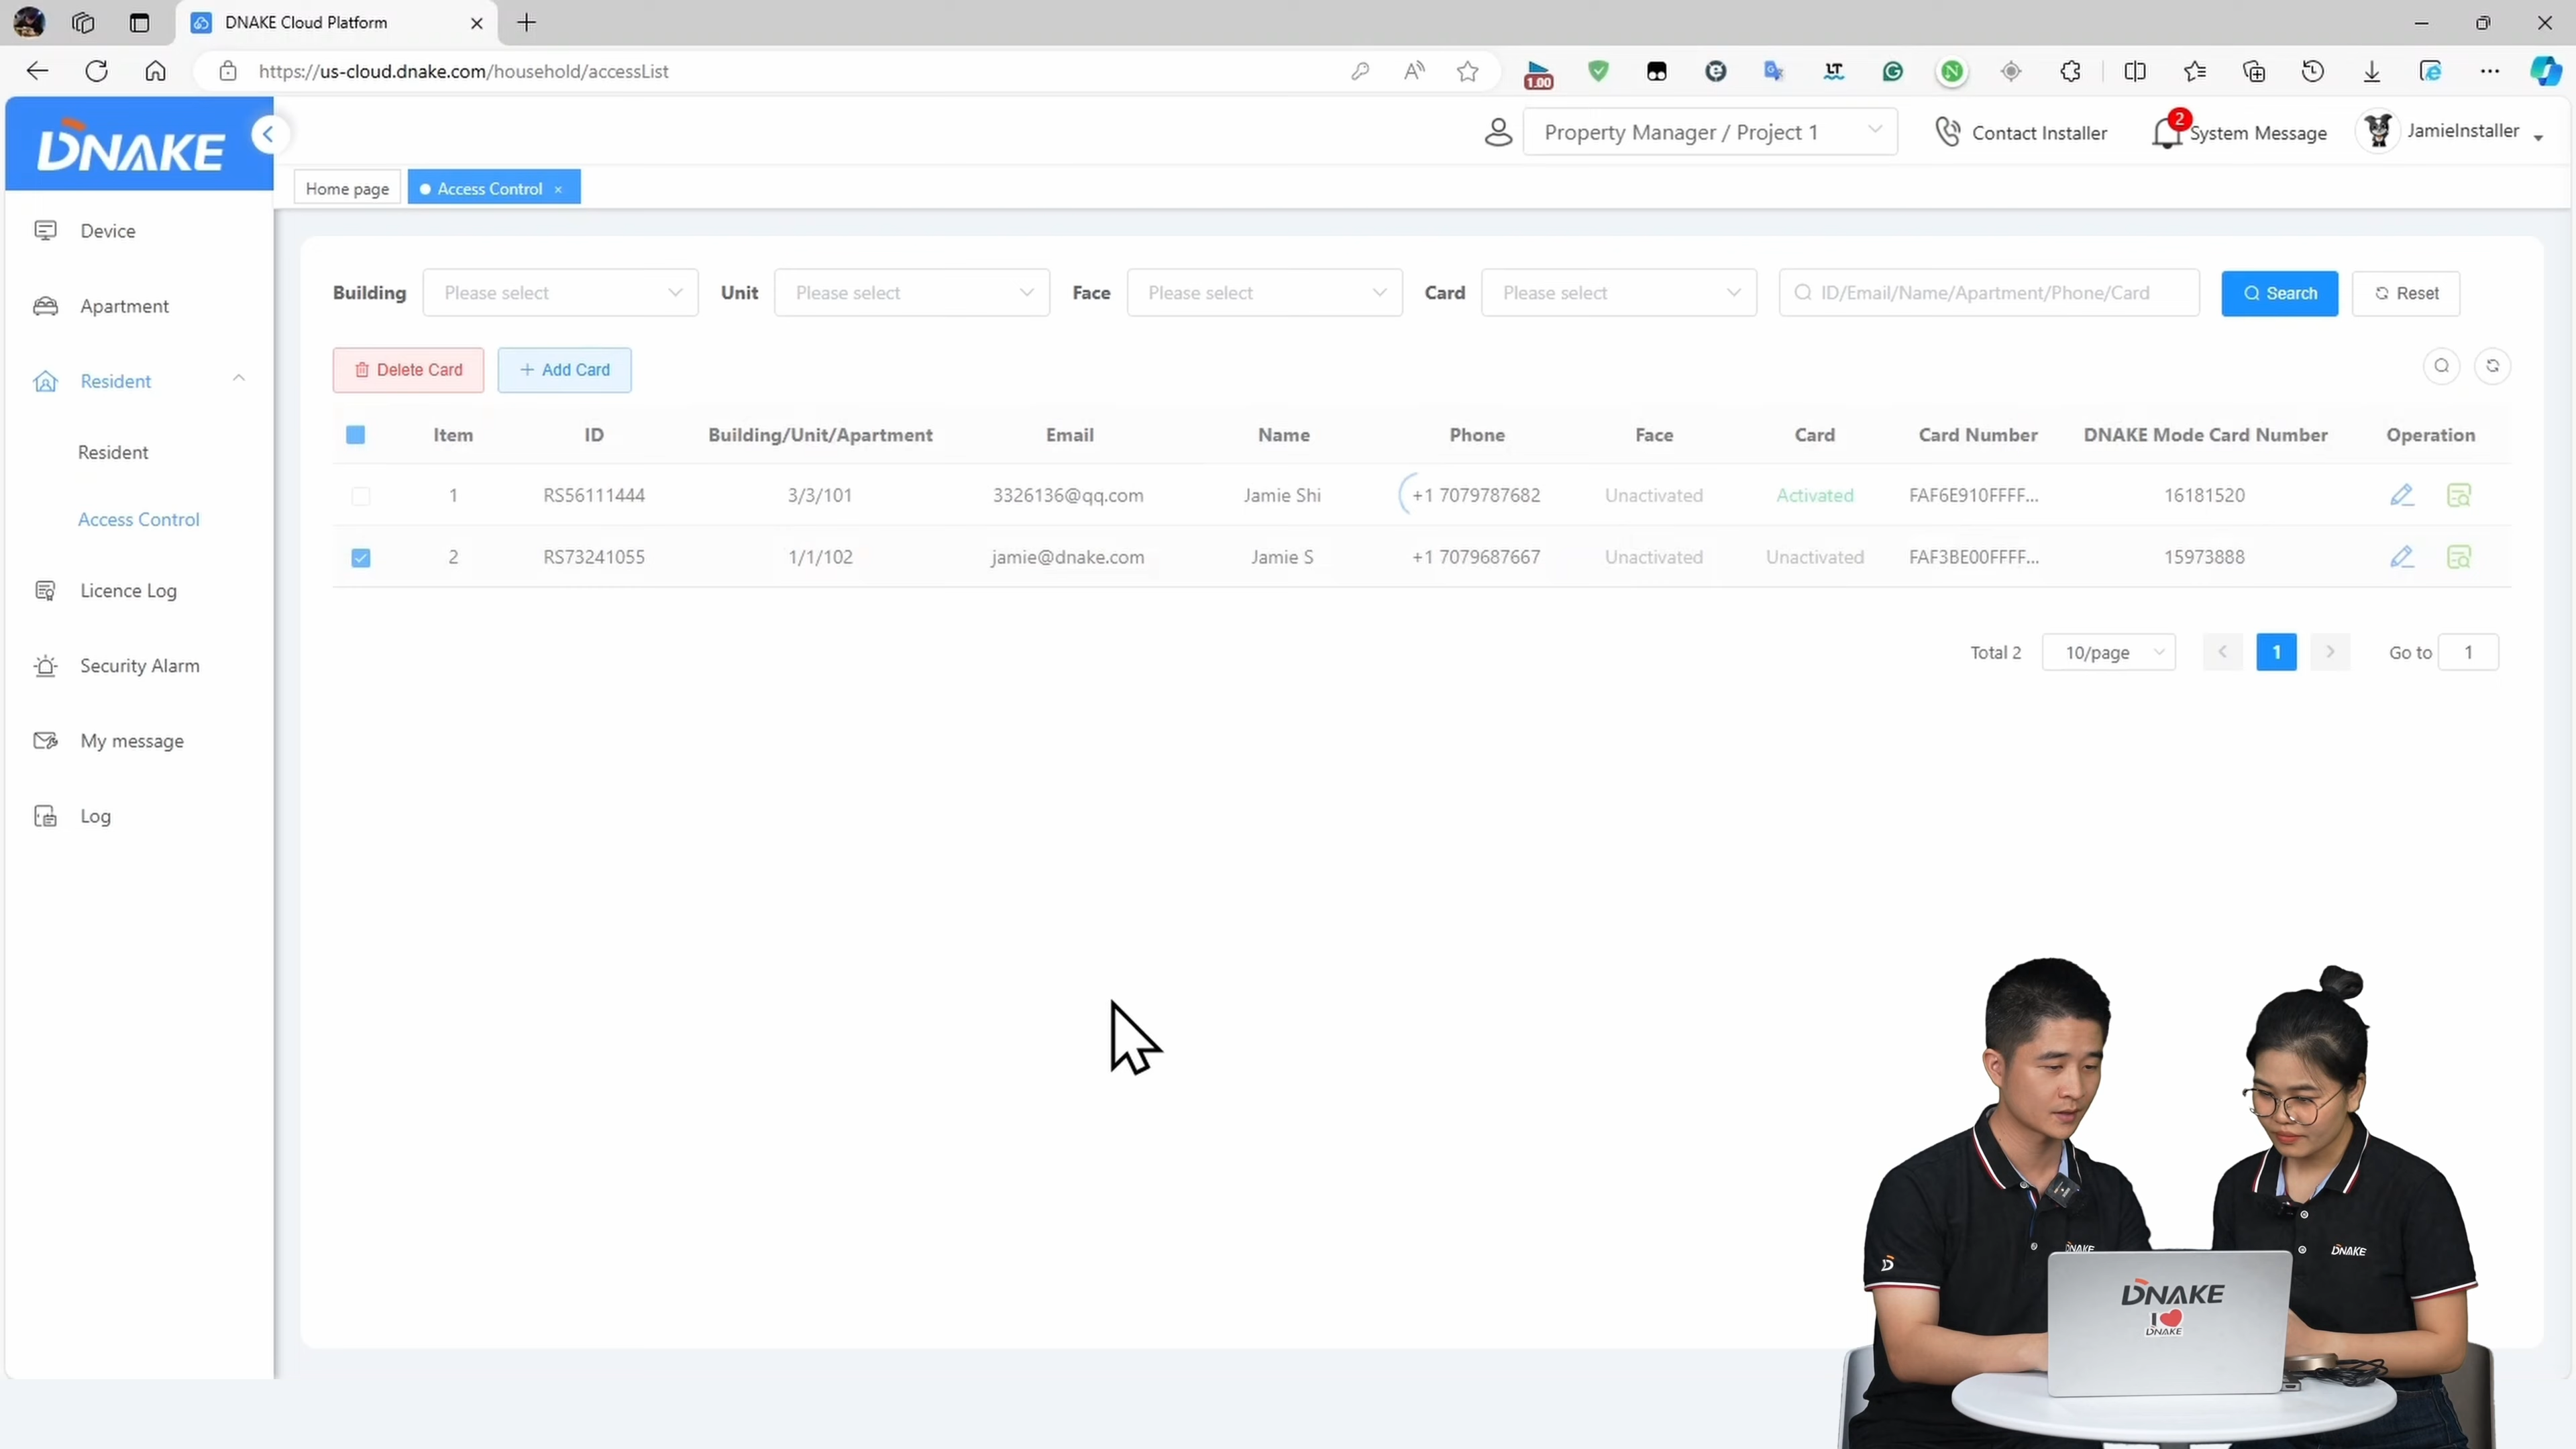 DNAKE Cloud Platform
https://us-cloud.dnake.com/household/accessList
1.00
DNAKE
Property Manager / Project 1
Contact Installer
2
System Message
JamieInstaller
Home page
Access Control
Device
Apartment
Resident
Resident
Access Control
Licence Log
Security Alarm
My message
Log
Building Please select Unit Please select Face Please select Card Please select ID/Email/Name/Apartment/Phone/Card Search Reset
Delete Card + Add Card
Item ID Building/Unit/Apartment Email Name Phone Face Card Card Number DNAKE Mode Card Number Operation
1 RS56111444 3/3/101 3326136@qq.com Jamie Shi +1 7079787682 Unactivated Activated FAF6E910FFFF... 16181520
2 RS73241055 1/1/102 jamie@dnake.com Jamie S +1 7079687667 Unactivated Unactivated FAF3BE00FFFF... 15973888
Total 2 10/page 1 Go to 1
DNAKE
DNAKE
DNAKE
I
DNAKE